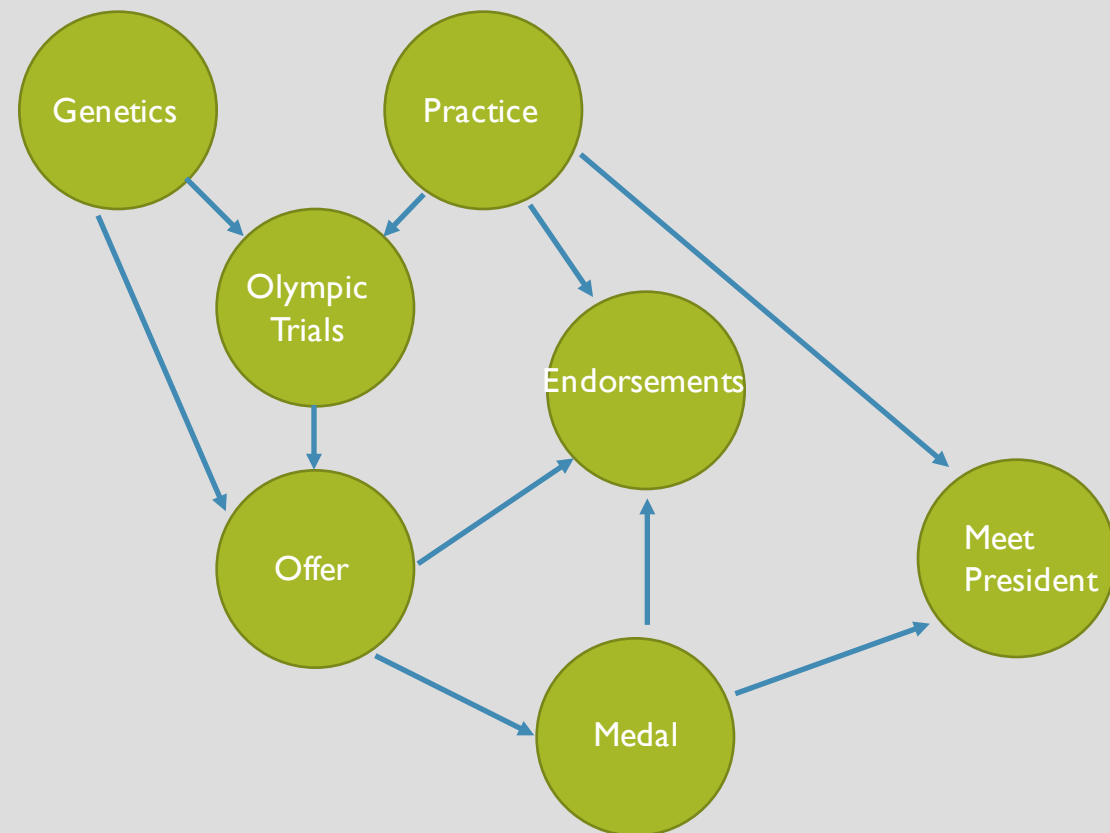 Genetics
Practice
Olympic
Trials
Endorsements
Offer
Meet
President
Medal